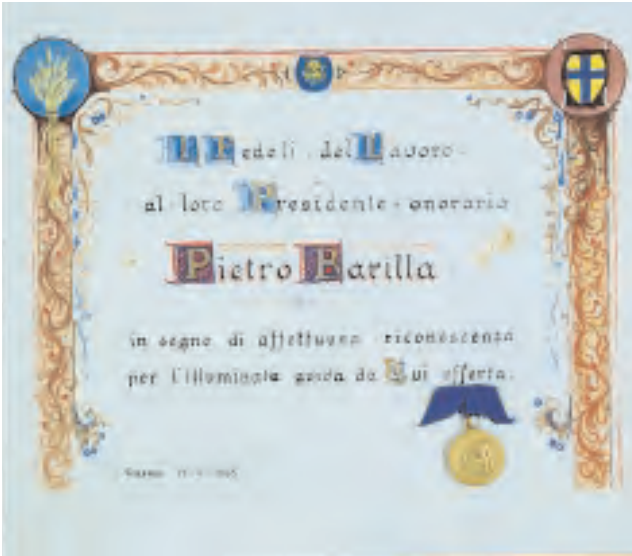 I Fedeli del Lavoro
al loro Presidente onorario
Pietro Barilla
in segno di affettuosa riconoscenza
per l'illuminata guida da Lui offerta.